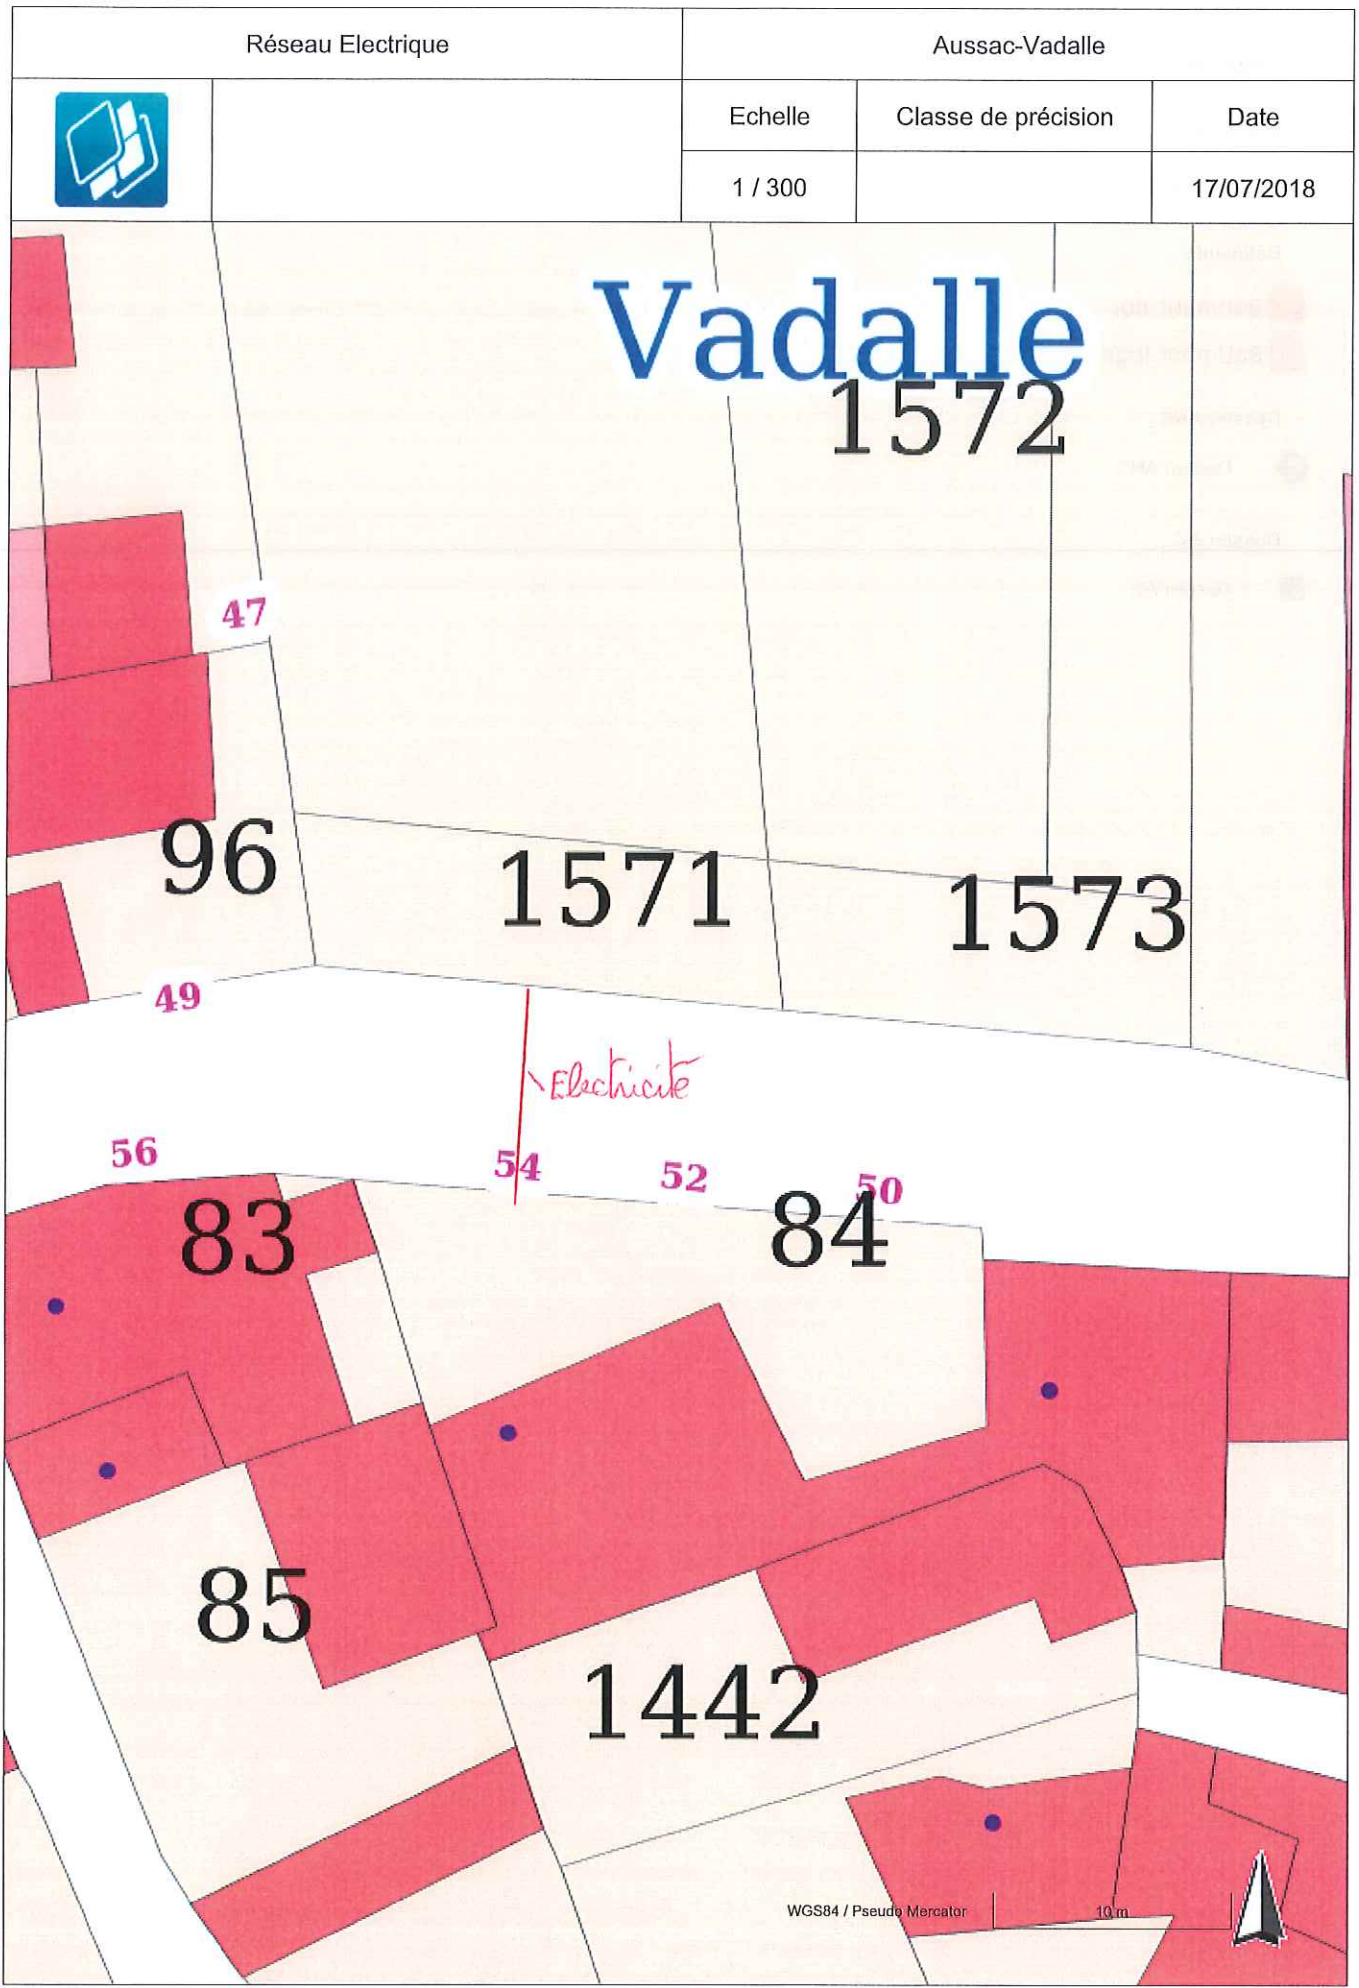 Réseau Electrique
Aussac-Vadalle
Echelle
Classe de précision
Date
1 / 300
17/07/2018
Vadalle
1572
47
96
1571
1573
49
Electricité
56
54
52
50
83
84
85
1442
WGS84 / Pseudo Mercator
10 m